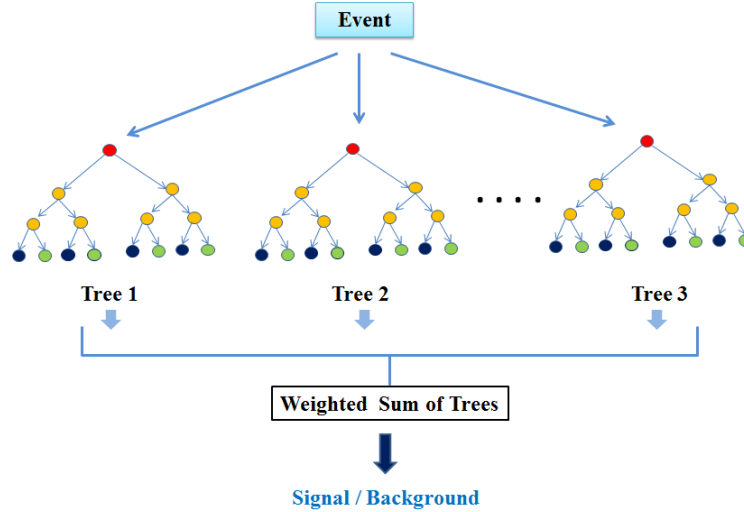 Event
. . . .
Tree 1
Tree 2
Tree 3
Weighted Sum of Trees
Signal / Background